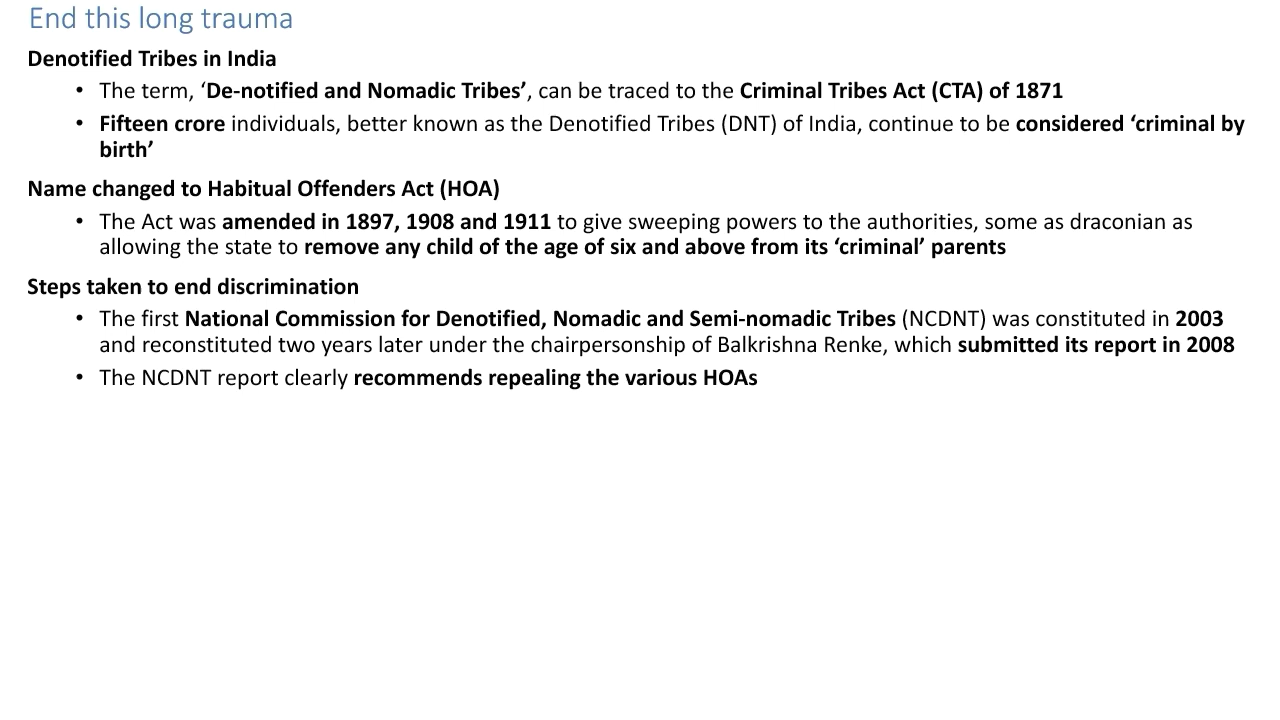 End this long trauma
Denotified Tribes in India
• The term, ‘De-notified and Nomadic Tribes’, can be traced to the Criminal Tribes Act (CTA) of 1871
• Fifteen crore individuals, better known as the Denotified Tribes (DNT) of India, continue to be considered ‘criminal by
birth’
Name changed to Habitual Offenders Act (HOA)
• The Act was amended in 1897, 1908 and 1911 to give sweeping powers to the authorities, some as draconian as
allowing the state to remove any child of the age of six and above from its ‘criminal’ parents
Steps taken to end discrimination
• The first National Commission for Denotified, Nomadic and Semi-nomadic Tribes (NCDNT) was constituted in 2003
and reconstituted two years later under the chairpersonship of Balkrishna Renke, which submitted its report in 2008
• The NCDNT report clearly recommends repealing the various HOAs